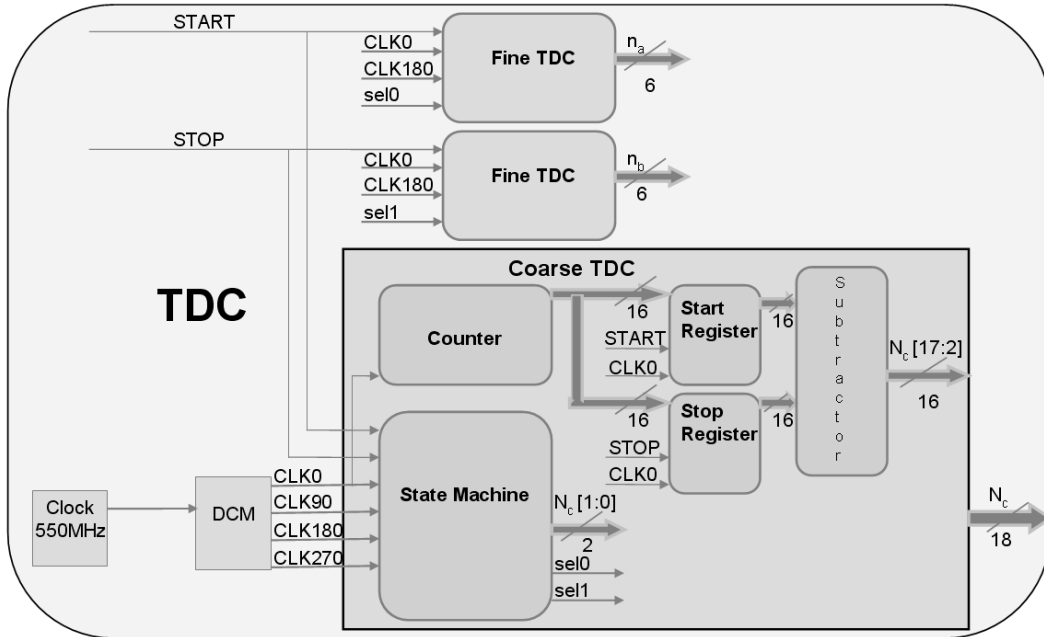 START
CLK0
CLK180
sel0
Fine TDC
n_a
6
STOP
CLK0
CLK180
sel1
Fine TDC
n_b
6
TDC
Coarse TDC
Counter
16
START
CLK0
Start
Register
16
16
STOP
CLK0
Stop
Register
16
Subtractor
N_c [17:2]
16
Clock
550MHz
DCM
CLK0
CLK90
CLK180
CLK270
State Machine
N_c [1:0]
2
sel0
sel1
N_c
18